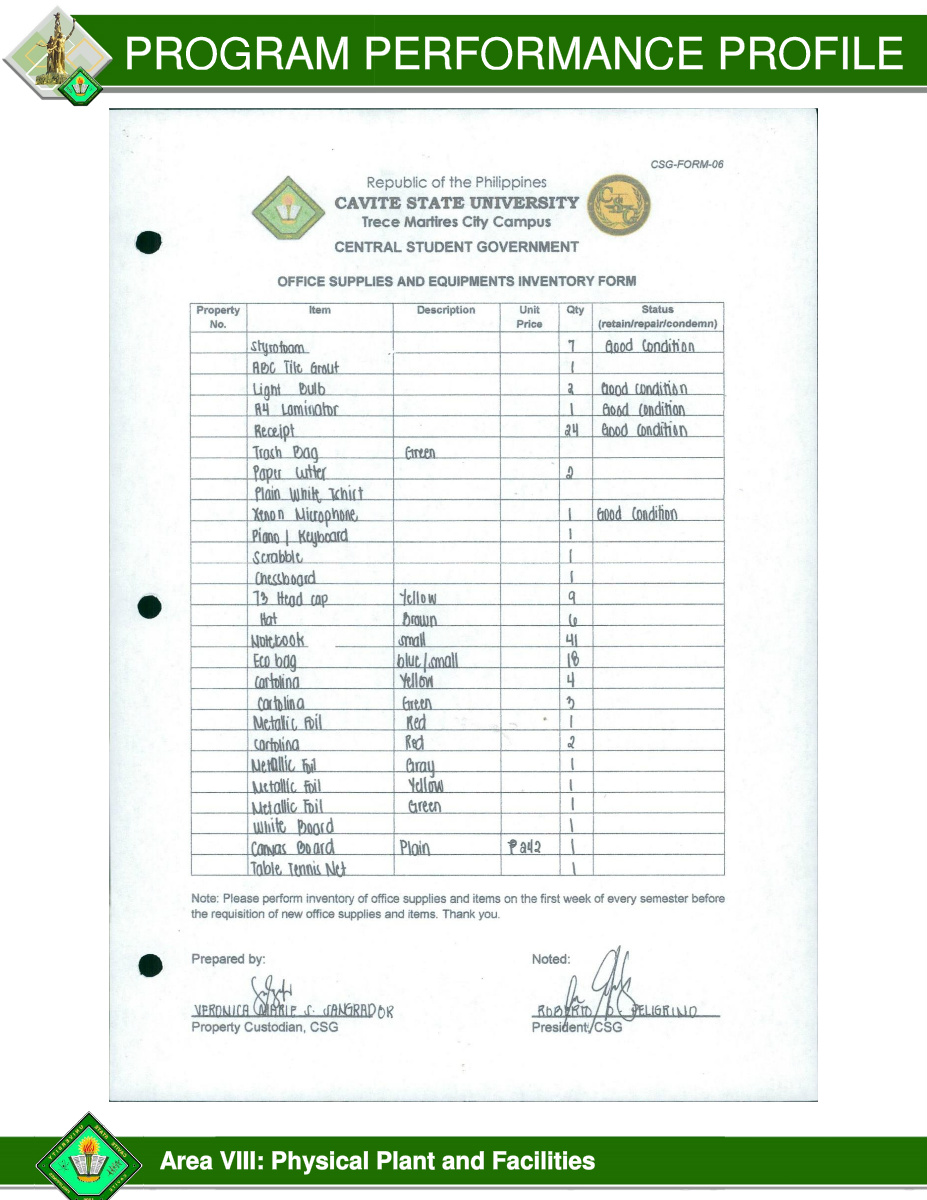 PROGRAM PERFORMANCE PROFILE
CSG-FORM-06
Republic of the Philippines
CAVITE STATE UNIVERSITY
Trece Martires City Campus
CENTRAL STUDENT GOVERNMENT
OFFICE SUPPLIES AND EQUIPMENTS INVENTORY FORM
Property No. Item Description Unit Price Qty Status (retain/repair/condemn)
Styrofoam 7 Good Condition
ABC Tile Grout 1
Light Bulb 2 Good Condition
A4 Laminator 1 Good Condition
Receipt 24 Good Condition
Trash Bag Green
Paper Cutter 2
Plain White Tchirt
Xenon Microphone 1 Good Condition
Piano | Keyboard 1
Scrabble 1
Chessboard 1
T3 Head cap Yellow 9
Hat Brown 6
Notebook small 41
Eco bag blue/small 18
Cartolina Yellow 4
Cartolina Green 3
Metallic Foil Red 1
Cartolina Red 2
Metallic Foil Gray 1
Metallic Foil Yellow 1
Metallic Foil Green 1
White Board 1
Canvas Board Plain ₱242 1
Table Tennis Net 1
Note: Please perform inventory of office supplies and items on the first week of every semester before
the requisition of new office supplies and items. Thank you.
Prepared by: Noted:
VERONICA MARIE S. SANGRADOR ROBERTO D. PELIGRINO
Property Custodian, CSG President, CSG
Area VIII: Physical Plant and Facilities